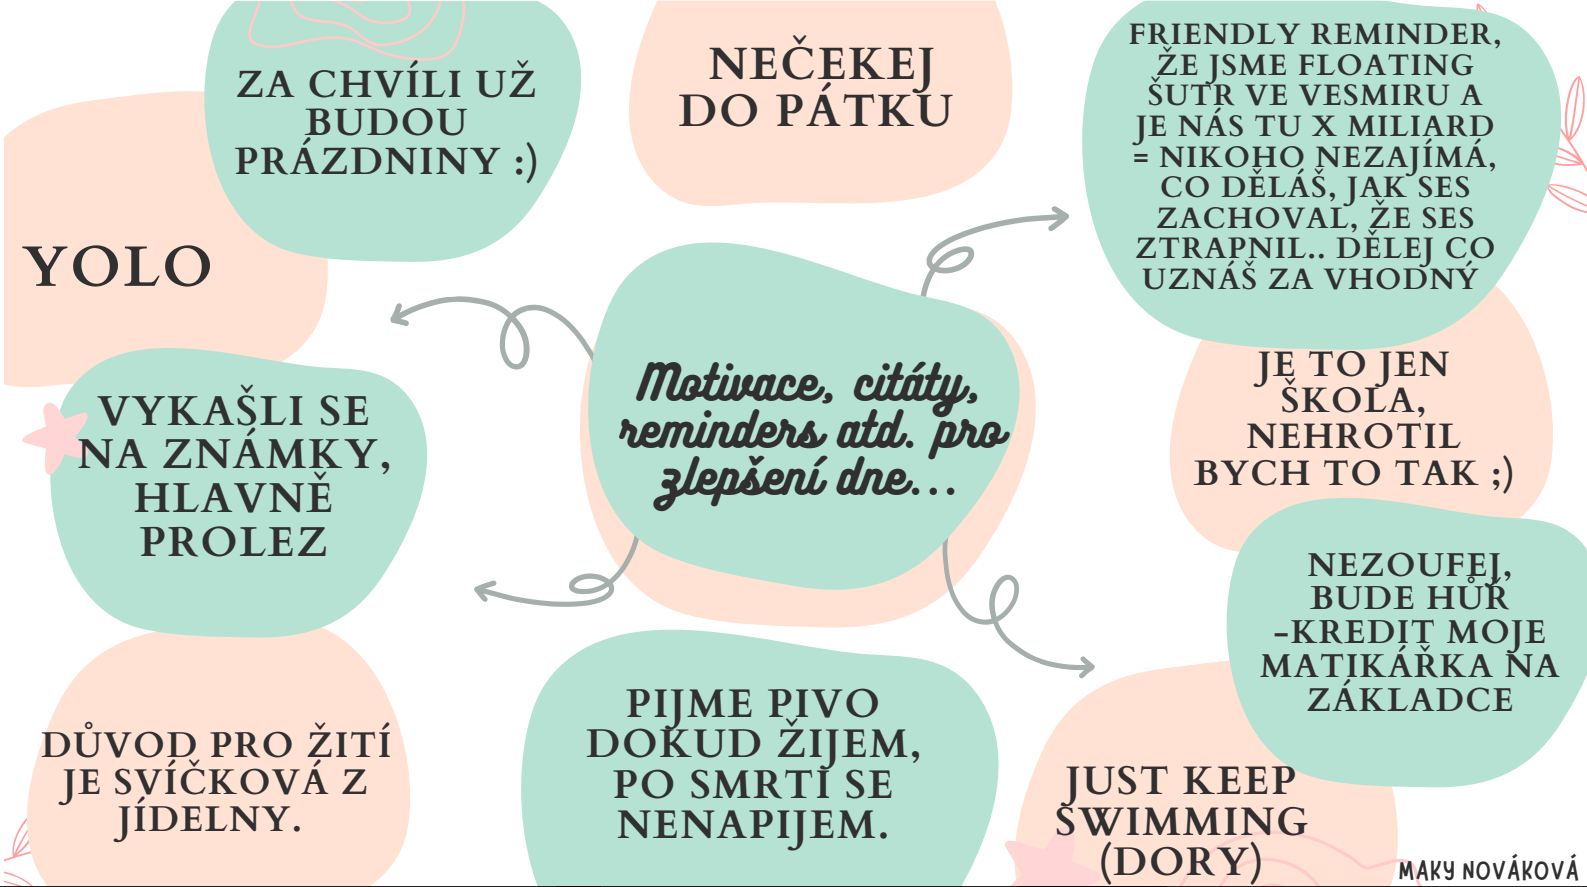 ZA CHVÍLI UŽ
BUDOU
PRÁZDNINY :)
NEČEKEJ
DO PÁTKU
FRIENDLY REMINDER,
ŽE JSME FLOATING
ŠUTR VE VESMIRU A
JE NÁS TU X MILIARD
= NIKOHO NEZAJÍMÁ,
CO DĚLÁŠ, JAK SES
ZACHOVAL, ŽE SES
ZTRAPNIL.. DĚLEJ CO
UZNÁŠ ZA VHODNÝ
YOLO
Motivace, citáty,
reminders atd. pro
zlepšení dne...
JE TO JEN
ŠKOLA,
NEHROTIL
BYCH TO TAK ;)
VYKAŠLI SE
NA ZNÁMKY,
HLAVNĚ
PROLEZ
NEZOUFEJ,
BUDE HŮŘ
-KREDIT MOJE
MATIKÁŘKA NA
ZÁKLADCE
DŮVOD PRO ŽITÍ
JE SVÍČKOVÁ Z
JÍDELNY.
PIJME PIVO
DOKUD ŽIJEM,
PO SMRTI SE
NENAPIJEM.
JUST KEEP
SWIMMING
(DORY)
MAKY NOVÁKOVÁ